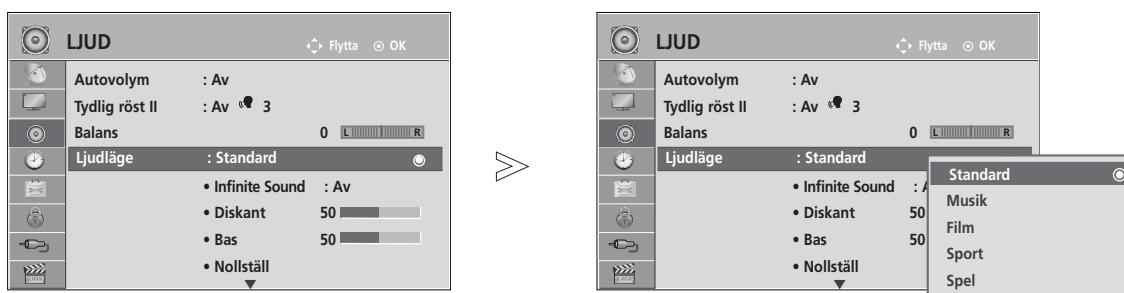 LJUD Flytta OK
Autovolym : Av
Tydlig röst II : Av 3
Balans 0 L R
Ljudläge : Standard
• Infinite Sound : Av
• Diskant 50
• Bas 50
• Nollställ
LJUD Flytta OK
Autovolym : Av
Tydlig röst II : Av 3
Balans 0 L R
Ljudläge : Standard
• Infinite Sound :
• Diskant 50
• Bas 50
• Nollställ
Standard
Musik
Film
Sport
Spel